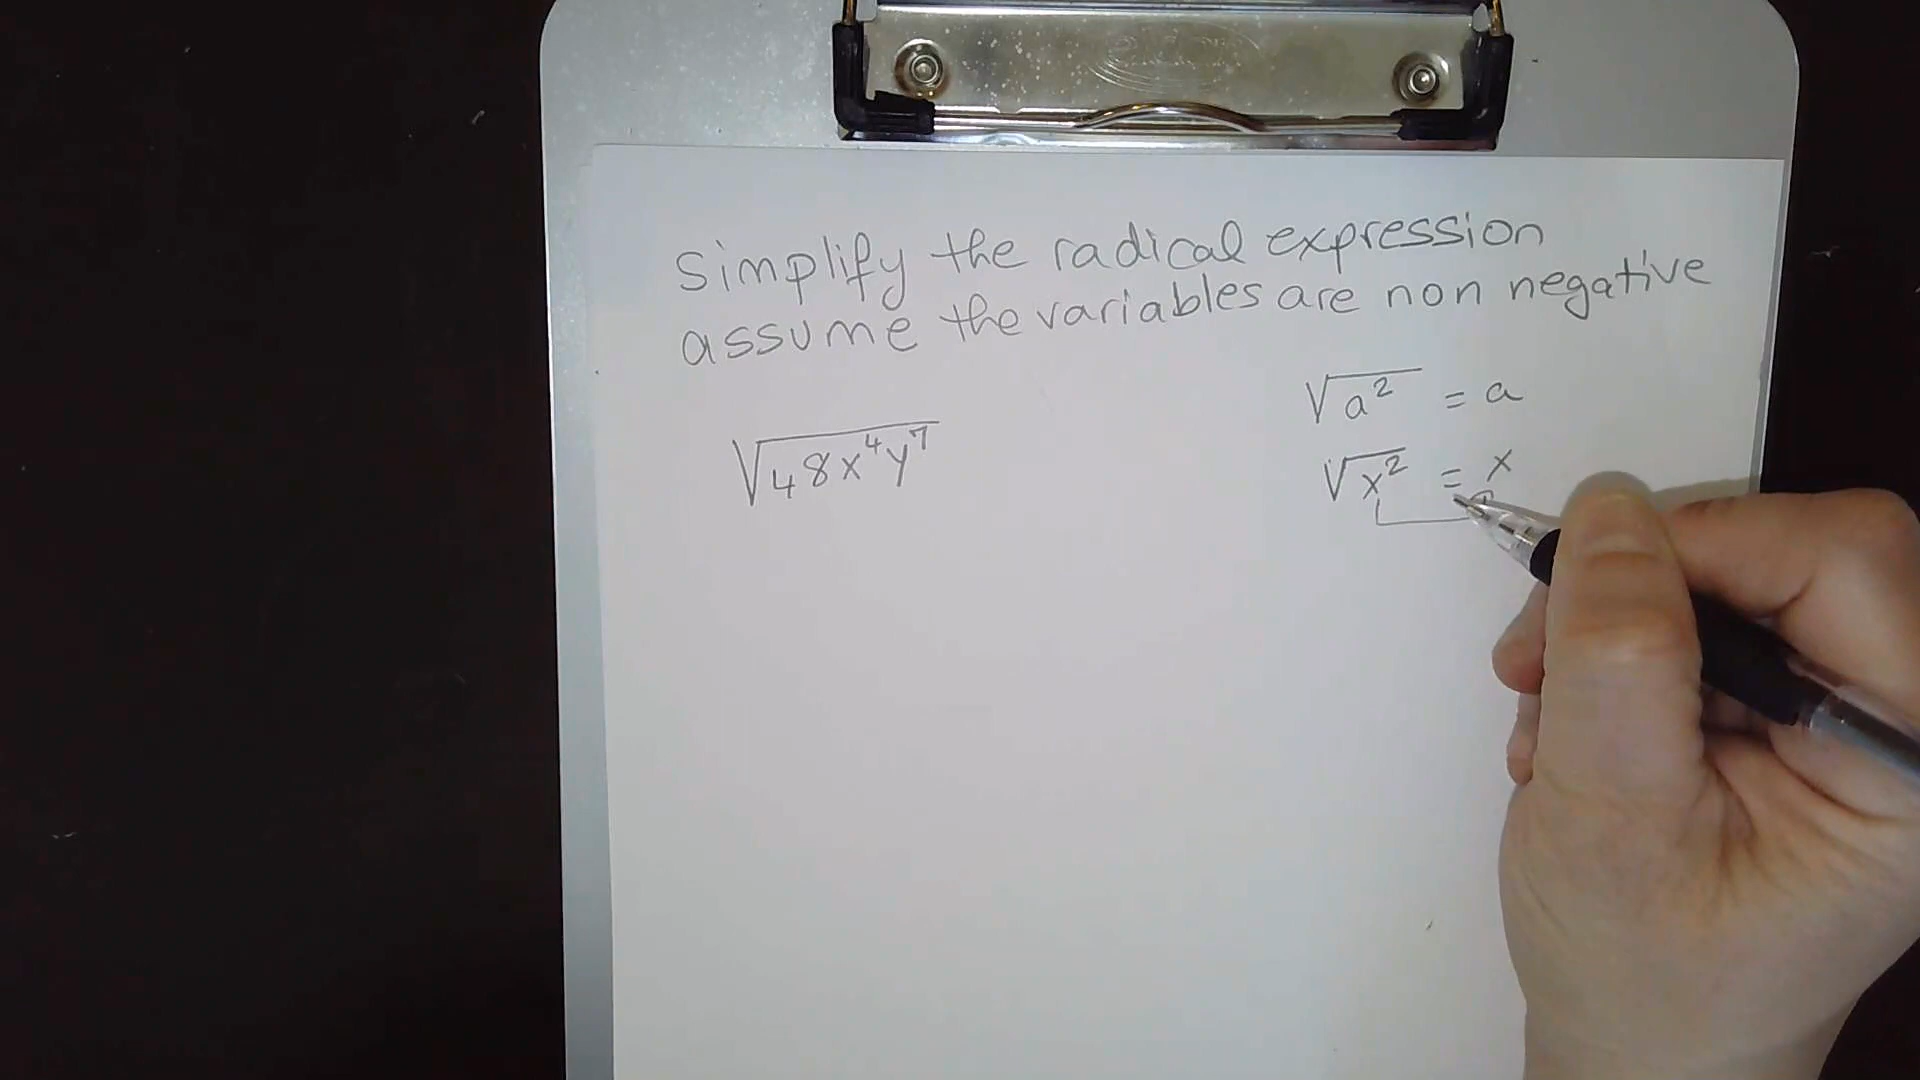 Simplify the radical expression
assume the variables are non negative
√a² = a
√48x⁴y⁷
√x² = x